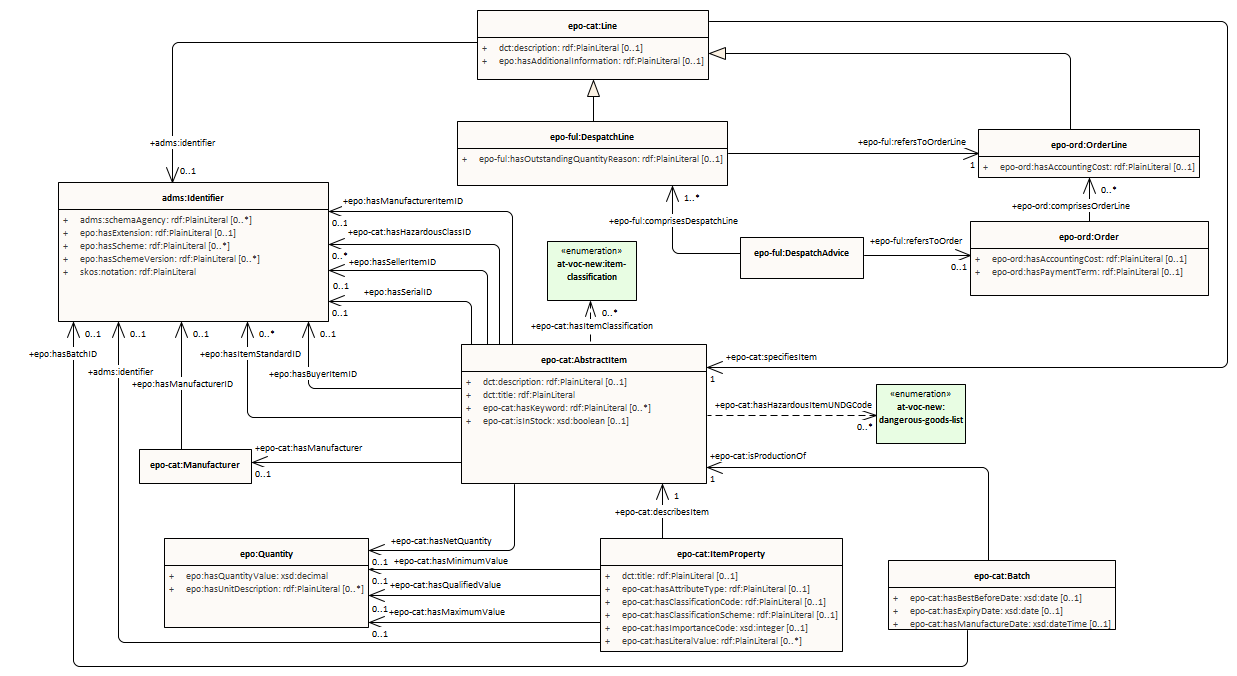 epo-cat:Line
+ dct:description: rdf:PlainLiteral [0..1]
+ epo:hasAdditionalInformation: rdf:PlainLiteral [0..1]
+adms:identifier
0..1
epo-ful:DespatchLine
+ epo-ful:hasOutstandingQuantityReason: rdf:PlainLiteral [0..1]
+epo-ful:refersToOrderLine
1
epo-ord:OrderLine
+ epo-ord:hasAccountingCost: rdf:PlainLiteral [0..1]
0..*
+epo-ord:comprisesOrderLine
adms:Identifier
+ adms:schemaAgency: rdf:PlainLiteral [0..*]
+ epo:hasExtension: rdf:PlainLiteral [0..1]
+ epo:hasScheme: rdf:PlainLiteral [0..*]
+ epo:hasSchemeVersion: rdf:PlainLiteral [0..*]
+ skos:notation: rdf:PlainLiteral
+epo:hasManufacturerItemID
0..1
+epo-cat:hasHazardousClassID
0..*
+epo:hasSellerItemID
0..1
+epo:hasSerialID
0..1
1..*
+epo-ful:comprisesDespatchLine
epo-ful:DespatchAdvice
+epo-ful:refersToOrder
0..1
epo-ord:Order
+ epo-ord:hasAccountingCost: rdf:PlainLiteral [0..1]
+ epo-ord:hasPaymentTerm: rdf:PlainLiteral [0..1]
«enumeration»
at-voc-new:item-
classification
0..*
+epo-cat:hasItemClassification
0..1
+epo:hasBatchID
0..1
+adms:identifier
0..1
+epo:hasManufacturerID
0..*
+epo:hasItemStandardID
0..1
+epo:hasBuyerItemID
epo-cat:AbstractItem
+ dct:description: rdf:PlainLiteral [0..1]
+ dct:title: rdf:PlainLiteral
+ epo-cat:hasKeyword: rdf:PlainLiteral [0..*]
+ epo-cat:isInStock: xsd:boolean [0..1]
+epo-cat:specifiesItem
1
+epo-cat:hasHazardousItemUNDGCode
0..*
«enumeration»
at-voc-new:
dangerous-goods-list
+epo-cat:isProductionOf
1
epo-cat:Manufacturer
+epo-cat:hasManufacturer
0..1
1
+epo-cat:describesItem
epo:Quantity
+ epo:hasQuantityValue: xsd:decimal
+ epo:hasUnitDescription: rdf:PlainLiteral [0..*]
+epo-cat:hasNetQuantity
0..1
+epo-cat:hasMinimumValue
0..1
+epo-cat:hasQualifiedValue
0..1
+epo-cat:hasMaximumValue
0..1
epo-cat:ItemProperty
+ dct:title: rdf:PlainLiteral [0..1]
+ epo-cat:hasAttributeType: rdf:PlainLiteral [0..1]
+ epo-cat:hasClassificationCode: rdf:PlainLiteral [0..1]
+ epo-cat:hasClassificationScheme: rdf:PlainLiteral [0..1]
+ epo-cat:hasImportanceCode: xsd:integer [0..1]
+ epo-cat:hasLiteralValue: rdf:PlainLiteral [0..*]
epo-cat:Batch
+ epo-cat:hasBestBeforeDate: xsd:date [0..1]
+ epo-cat:hasExpiryDate: xsd:date [0..1]
+ epo-cat:hasManufactureDate: xsd:dateTime [0..1]